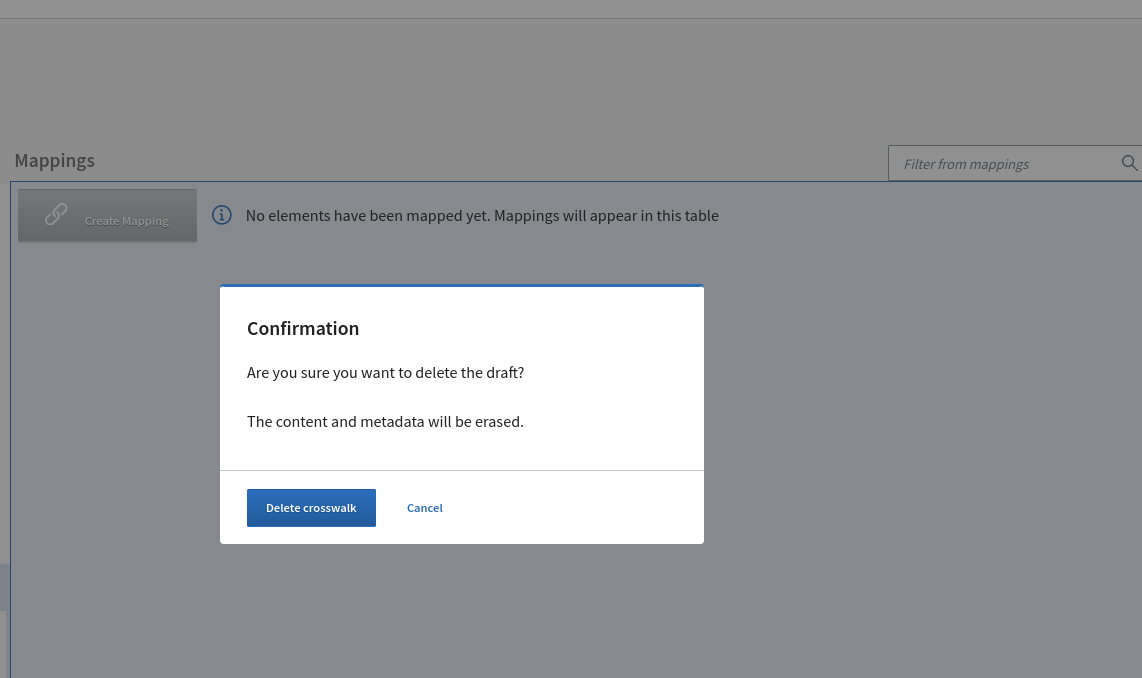 Mappings
Filter from mappings
Create Mapping
No elements have been mapped yet. Mappings will appear in this table
Confirmation
Are you sure you want to delete the draft?
The content and metadata will be erased.
Delete crosswalk
Cancel